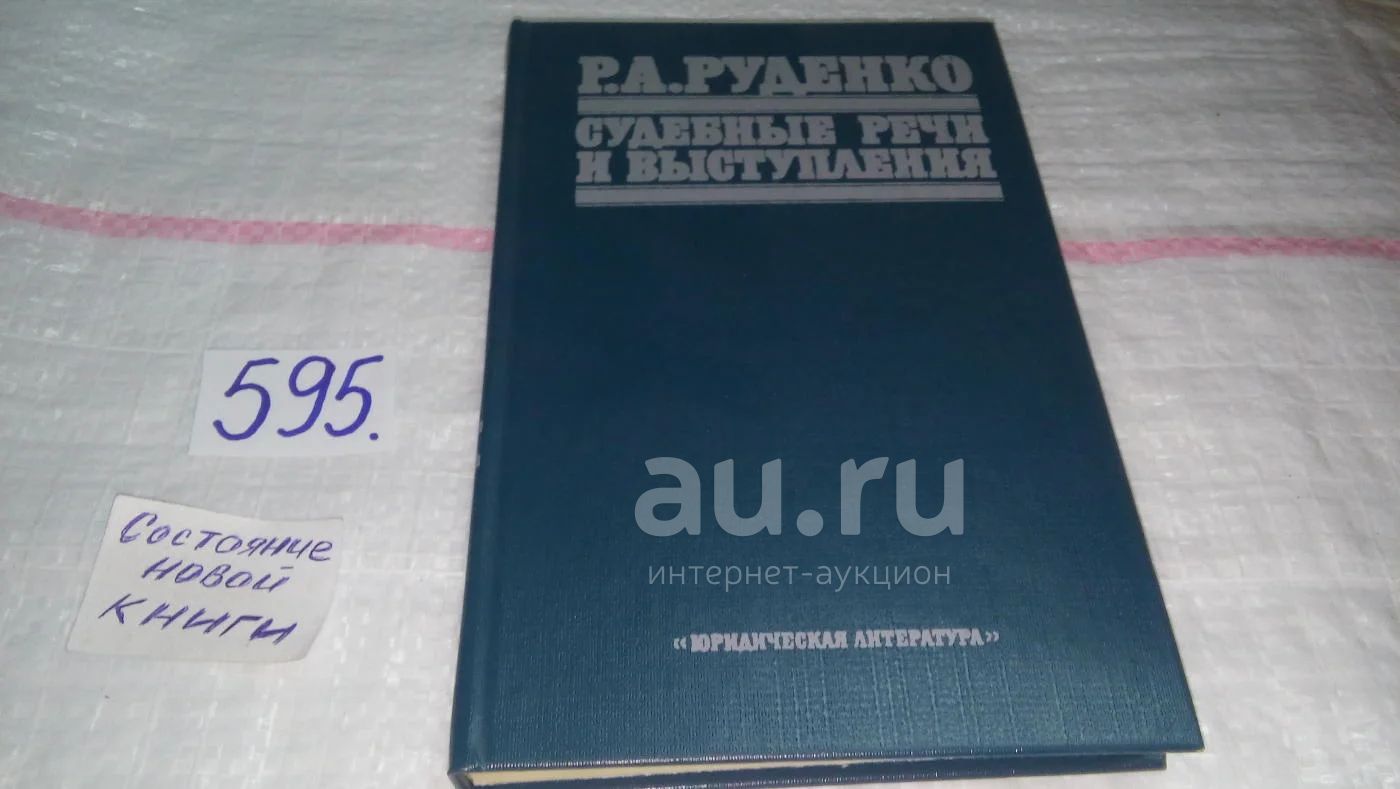 Р.А.РУДЕНКО
СУДЕБНЫЕ РЕЧИ
И ВЫСТУПЛЕНИЯ
595.
Состояние
новой
книги
au.ru
интернет-аукцион
«ЮРИДИЧЕСКАЯ ЛИТЕРАТУРА»